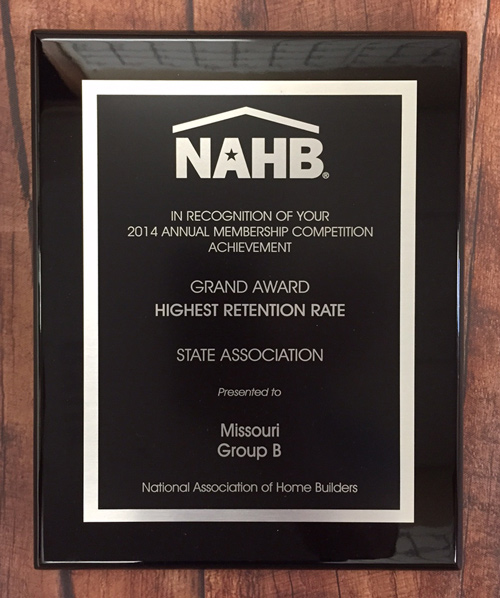 NAHB®
IN RECOGNITION OF YOUR
2014 ANNUAL MEMBERSHIP COMPETITION
ACHIEVEMENT
GRAND AWARD
HIGHEST RETENTION RATE
STATE ASSOCIATION
Presented to
Missouri
Group B
National Association of Home Builders